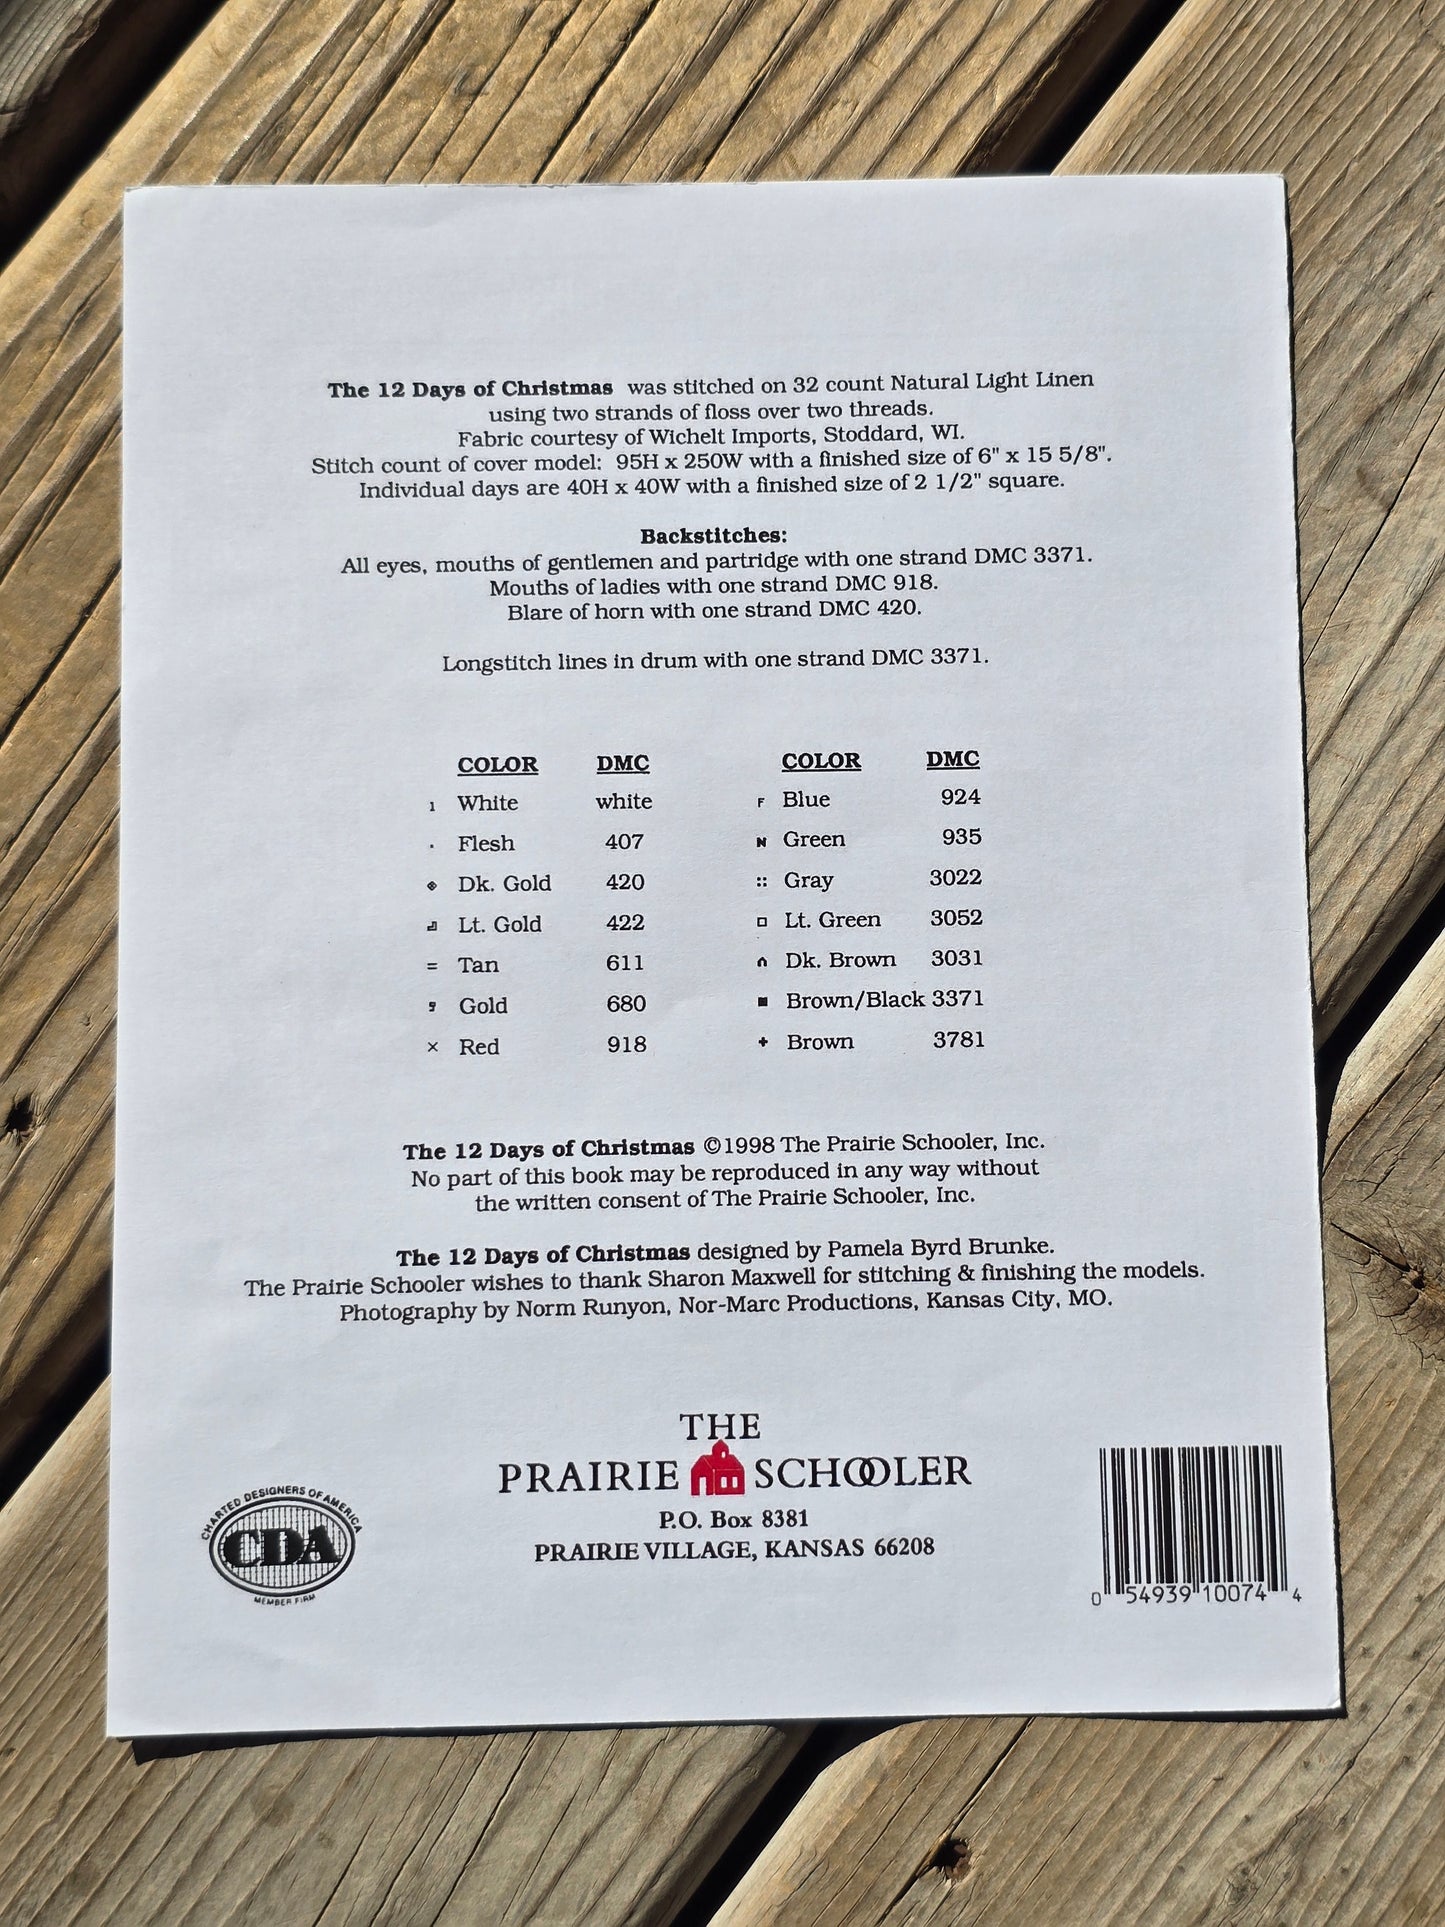 The 12 Days of Christmas was stitched on 32 count Natural Light Linen
using two strands of floss over two threads.
Fabric courtesy of Wichelt Imports, Stoddard, WI.
Stitch count of cover model: 95H x 250W with a finished size of 6" x 15 5/8".
Individual days are 40H x 40W with a finished size of 2 1/2" square.
Backstitches:
All eyes, mouths of gentlemen and partridge with one strand DMC 3371.
Mouths of ladies with one strand DMC 918.
Blare of horn with one strand DMC 420.
Longstitch lines in drum with one strand DMC 3371.
COLOR DMC
1 White white
· Flesh 407
Dk. Gold 420
Lt. Gold 422
= Tan 611
Gold 680
× Red 918
COLOR DMC
F Blue 924
N Green 935
:: Gray 3022
□ Lt. Green 3052
∩ Dk. Brown 3031
■ Brown/Black 3371
+ Brown 3781
The 12 Days of Christmas ©1998 The Prairie Schooler, Inc.
No part of this book may be reproduced in any way without
the written consent of The Prairie Schooler, Inc.
The 12 Days of Christmas designed by Pamela Byrd Brunke.
The Prairie Schooler wishes to thank Sharon Maxwell for stitching & finishing the models.
Photography by Norm Runyon, Nor-Marc Productions, Kansas City, MO.
THE
PRAIRIE SCHOOLER
P.O. Box 8381
PRAIRIE VILLAGE, KANSAS 66208
CHARTED DESIGNERS OF AMERICA
CDA
MEMBER FIRM
0 54939 10074 4